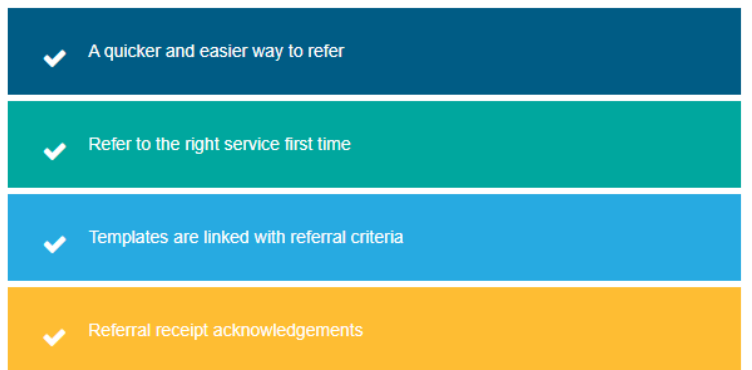 A quicker and easier way to refer
Refer to the right service first time
Templates are linked with referral criteria
Referral receipt acknowledgements